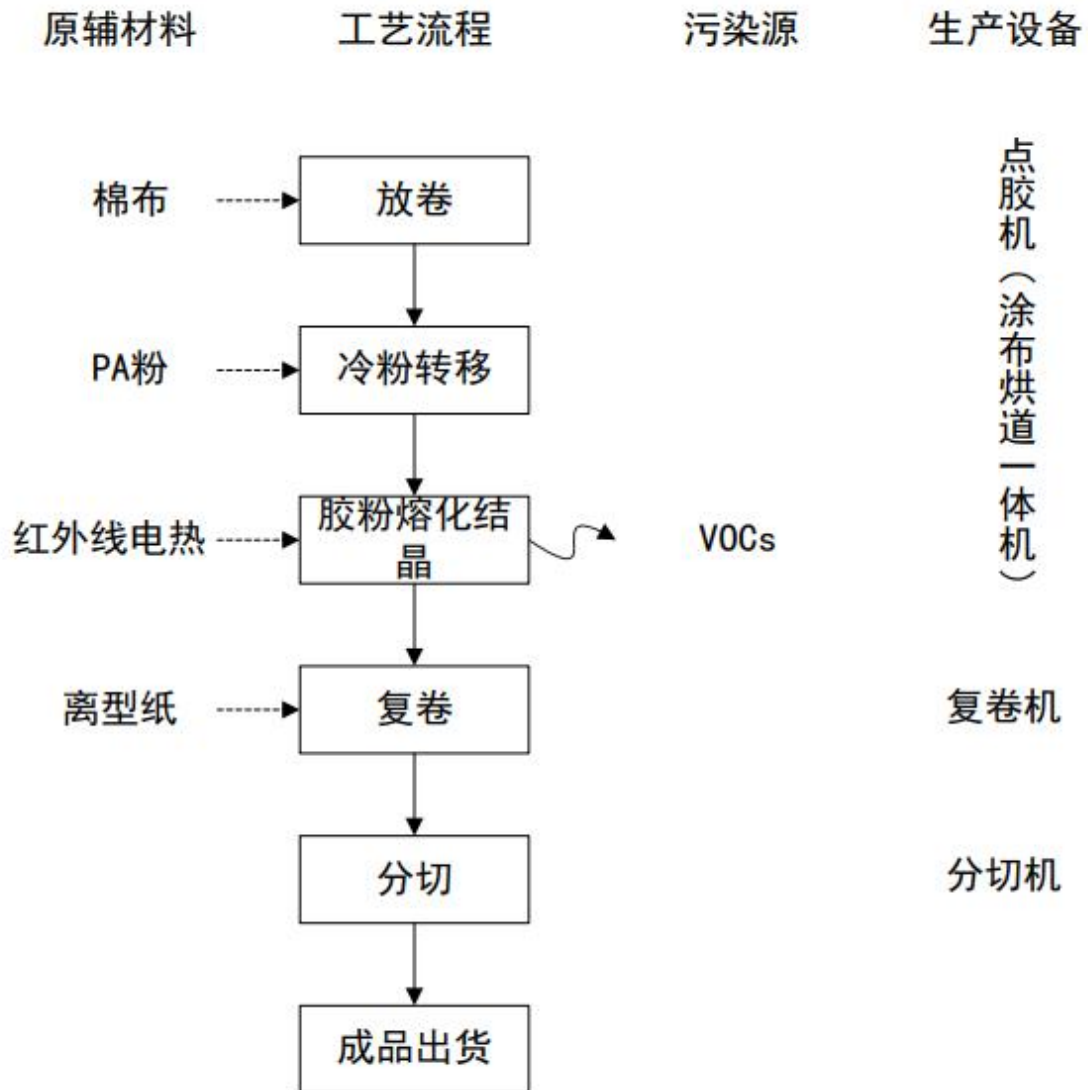 原辅材料 工艺流程 污染源 生产设备
棉布 放卷
点胶机（涂布烘道一体机）
PA粉 冷粉转移
红外线电热 胶粉熔化结
晶
VOCs
离型纸 复卷 复卷机
分切 分切机
成品出货